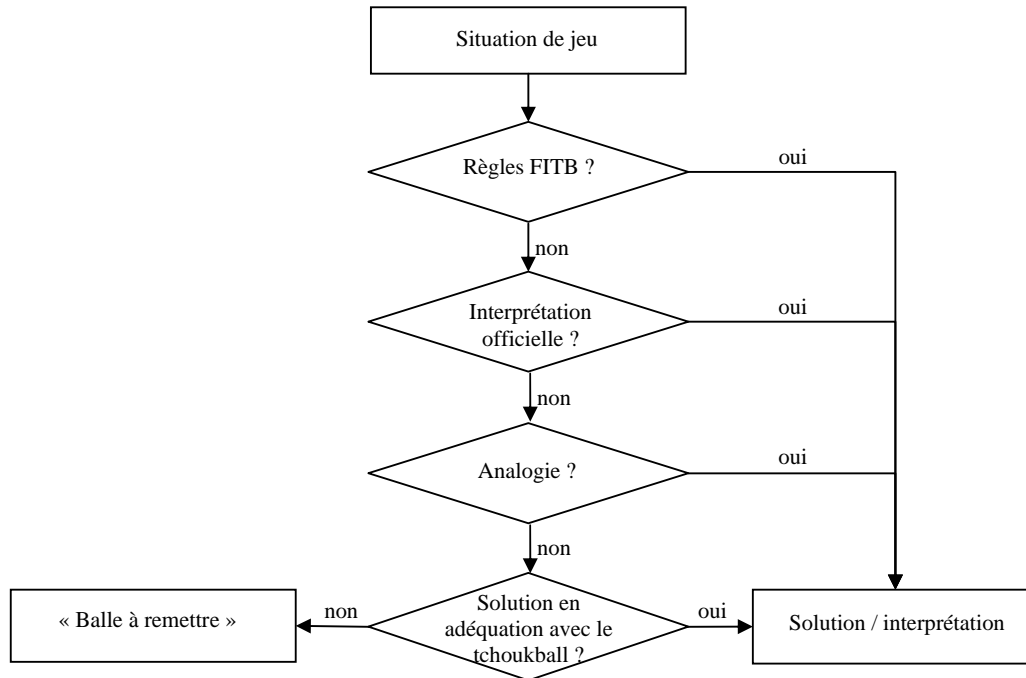 Situation de jeu
Règles FITB ?
oui
non
Interprétation
officielle ?
oui
non
Analogie ?
oui
non
« Balle à remettre »
non
Solution en
adéquation avec le
tchoukball ?
oui
Solution / interprétation